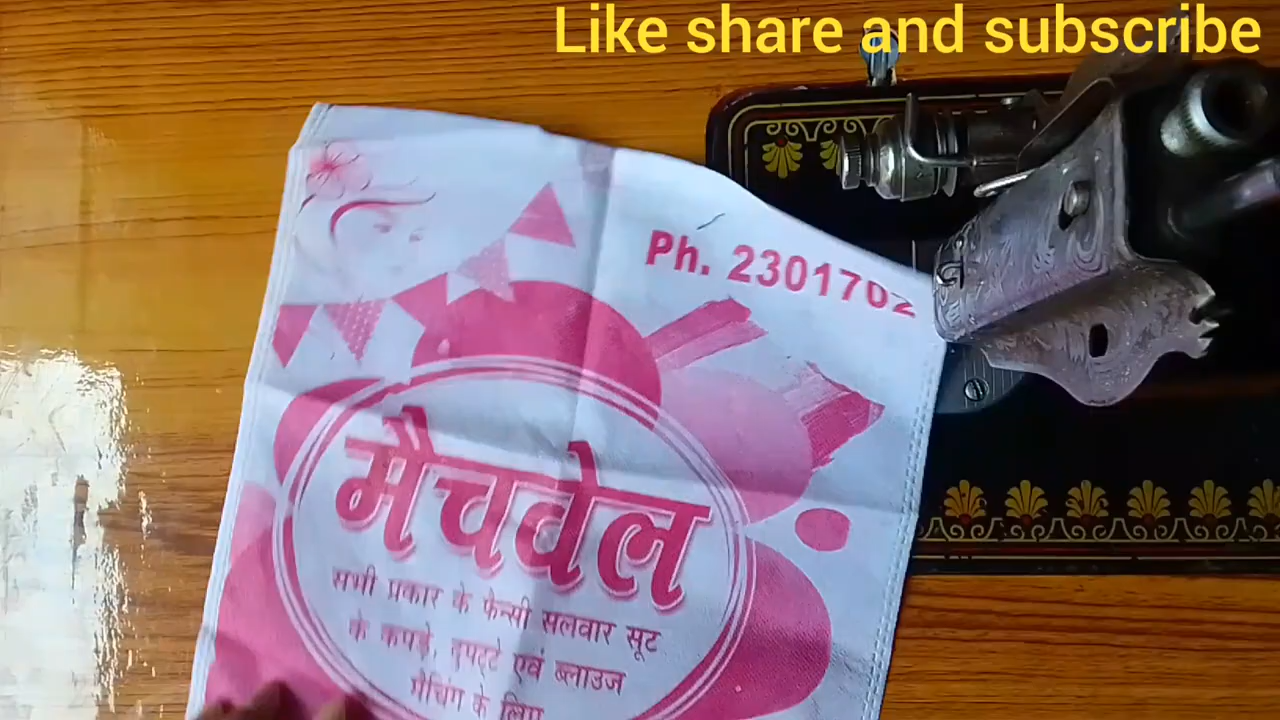 Like share and subscribe
Ph. 2301702
मैचवेल
सभी प्रकार के फैन्सी सलवार सूट
के कपड़े, दुपट्टे एवं ब्लाउज
मैचिंग के लिए